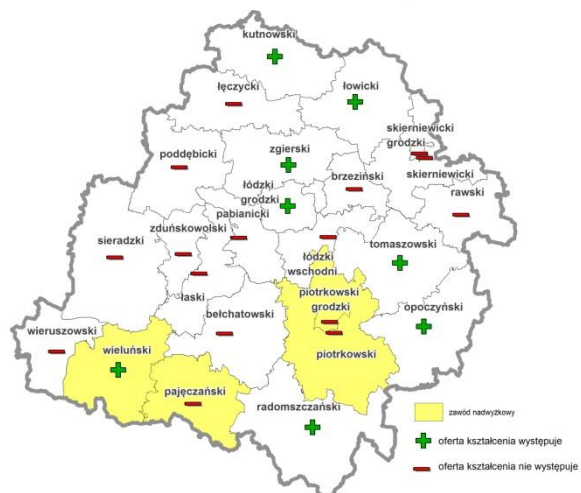 kutnowski
łęczycki
łowicki
skierniewicki
grodzki
skierniewicki
poddębicki
zgierski
brzeziński
rawski
łódzki
grodzki
pabianicki
zduńskowolski
sieradzki
tomaszowski
łódzki
wschodni
łaski
piotrkowski
grodzki
opoczyński
bełchatowski
wieruszowski
wieluński
piotrkowski
pajęczański
radomszczański
zawód nadwyżkowy
oferta kształcenia występuje
oferta kształcenia nie występuje